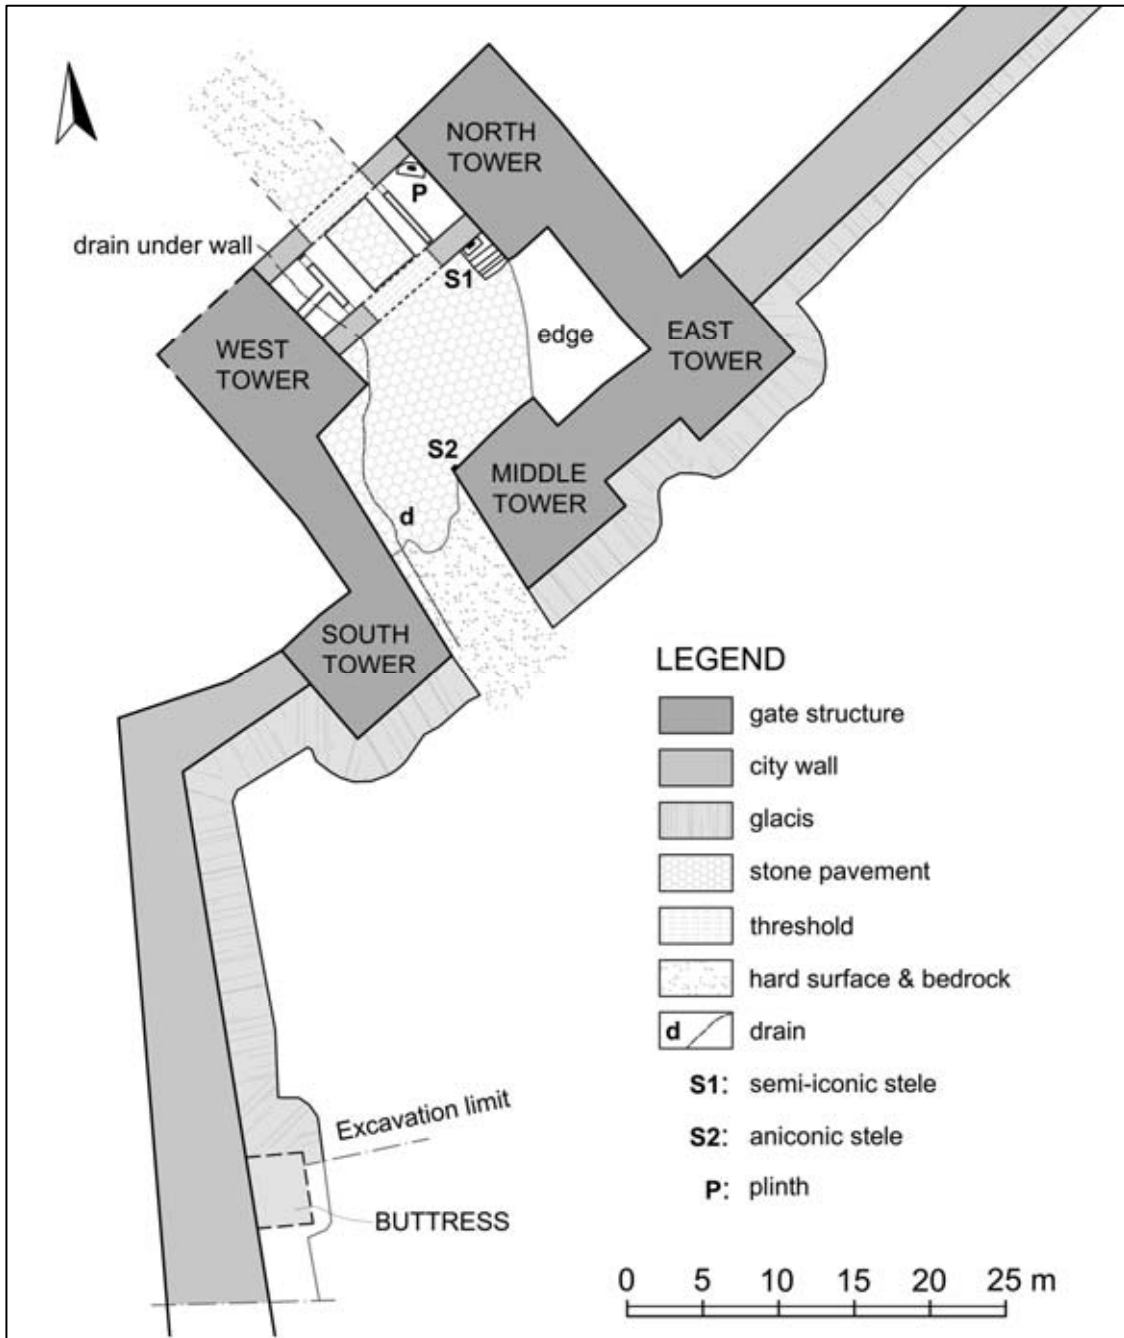 NORTH
TOWER
P
drain under wall
S1
edge
EAST
TOWER
WEST
TOWER
S2
MIDDLE
TOWER
d
SOUTH
TOWER
LEGEND
gate structure
city wall
glacis
stone pavement
threshold
hard surface & bedrock
d drain
S1: semi-iconic stele
S2: aniconic stele
P: plinth
Excavation limit
BUTTRESS
0 5 10 15 20 25 m